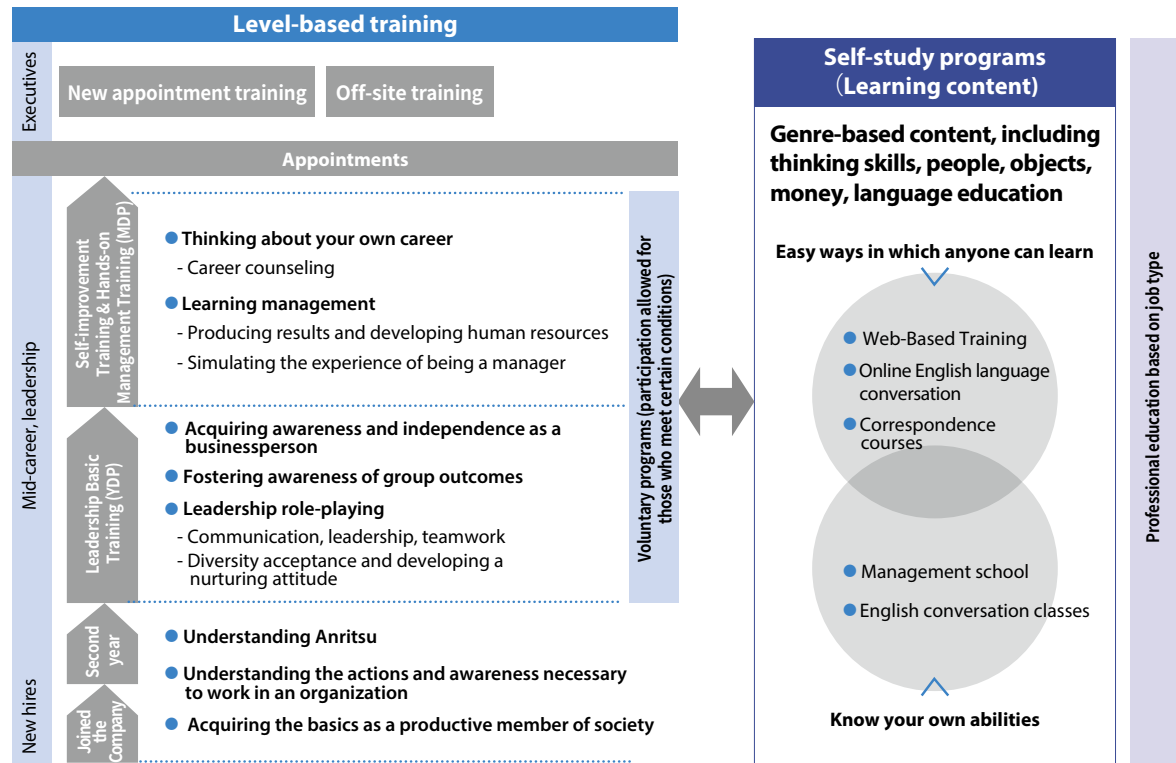 Level-based training
Executives
New appointment training
Off-site training
Appointments
Mid-career, leadership
Self-improvement
Training & Hands-on
Management Training (MDP)
● Thinking about your own career
- Career counseling
● Learning management
- Producing results and developing human resources
- Simulating the experience of being a manager
Leadership Basic
Training (YDP)
● Acquiring awareness and independence as a
businessperson
● Fostering awareness of group outcomes
● Leadership role-playing
- Communication, leadership, teamwork
- Diversity acceptance and developing a
nurturing attitude
Voluntary programs (participation allowed for
those who meet certain conditions)
New hires
Second
year
Joined
the
Company
● Understanding Anritsu
● Understanding the actions and awareness necessary
to work in an organization
● Acquiring the basics as a productive member of society
Self-study programs
（Learning content)
Genre-based content, including
thinking skills, people, objects,
money, language education
Easy ways in which anyone can learn
● Web-Based Training
● Online English language
conversation
● Correspondence
courses
● Management school
● English conversation classes
Know your own abilities
Professional education based on job type